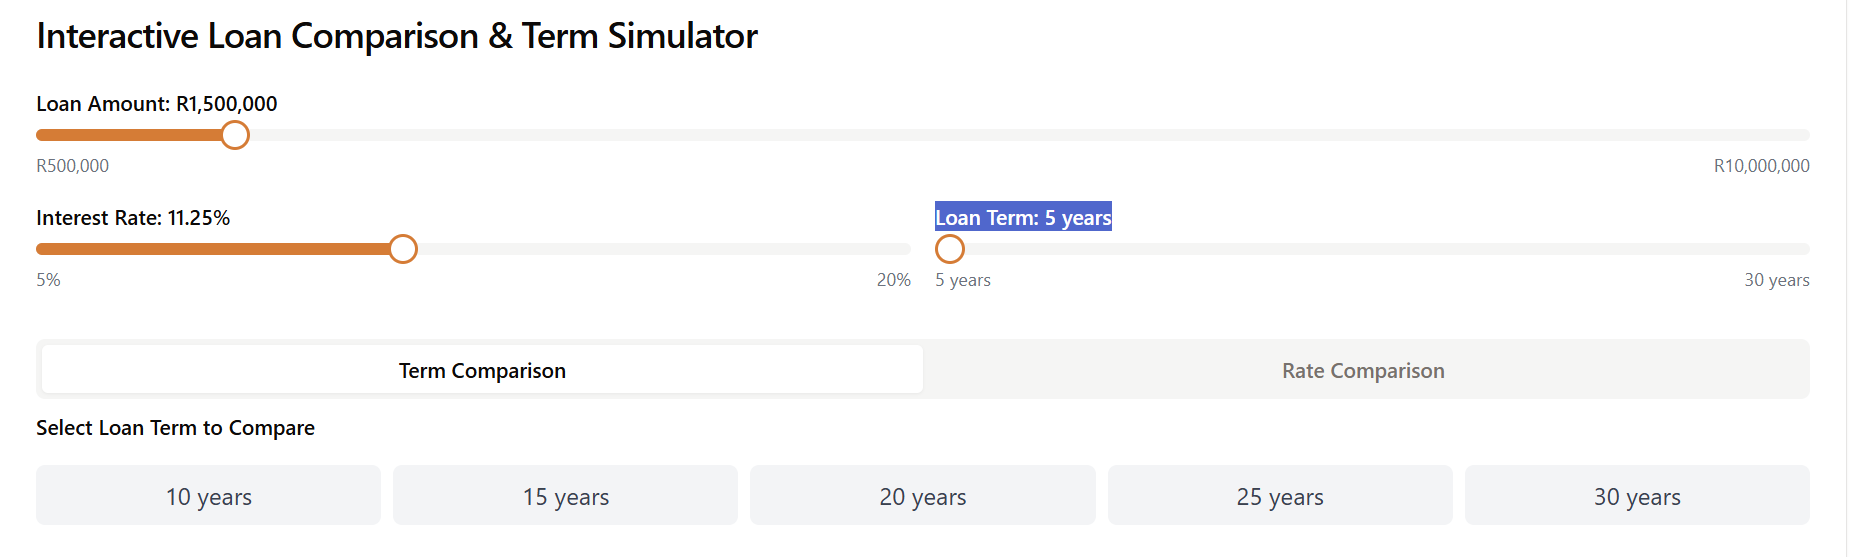 Interactive Loan Comparison & Term Simulator
Loan Amount: R1,500,000
R500,000
R10,000,000
Interest Rate: 11.25%
5%
20%
Loan Term: 5 years
5 years
30 years
Term Comparison
Rate Comparison
Select Loan Term to Compare
10 years
15 years
20 years
25 years
30 years